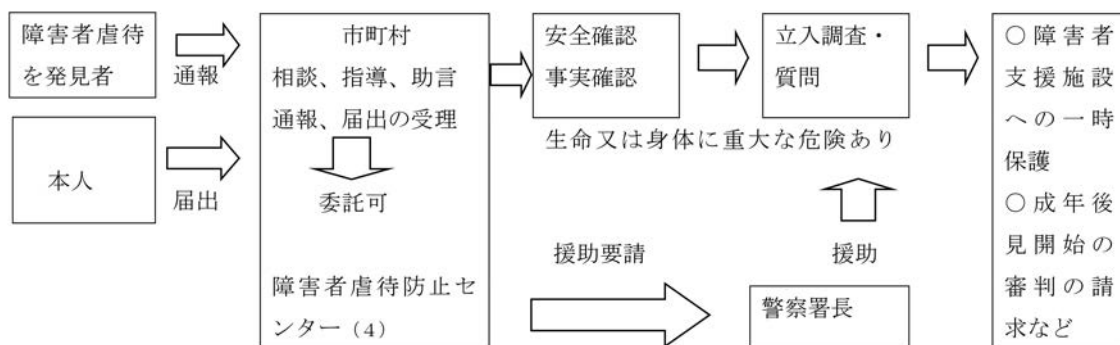 障害者虐待
を発見者
通報
本人
届出
市町村
相談、指導、助言
通報、届出の受理
委託可
障害者虐待防止セ
ンター（4）
安全確認
事実確認
立入調査・
質問
生命又は身体に重大な危険あり
援助要請
援助
警察署長
○障害者
支援施設
への一時
保護
○成年後
見開始の
審判の請
求など